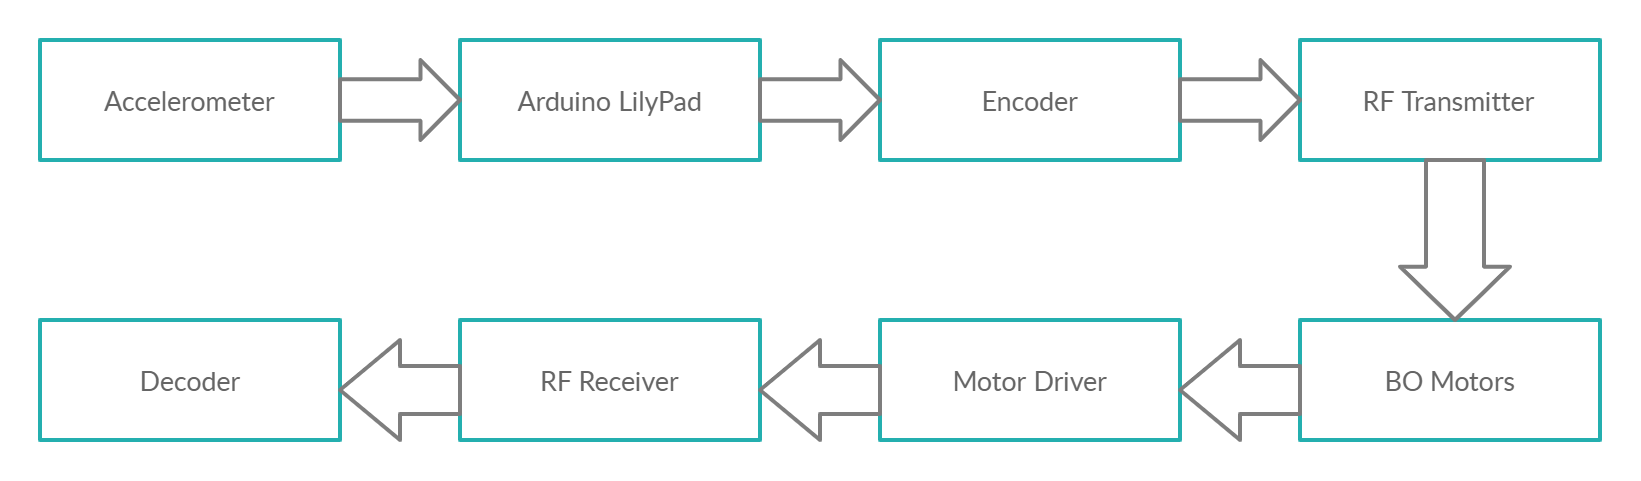 Accelerometer
Arduino LilyPad
Encoder
RF Transmitter
Decoder
RF Receiver
Motor Driver
BO Motors